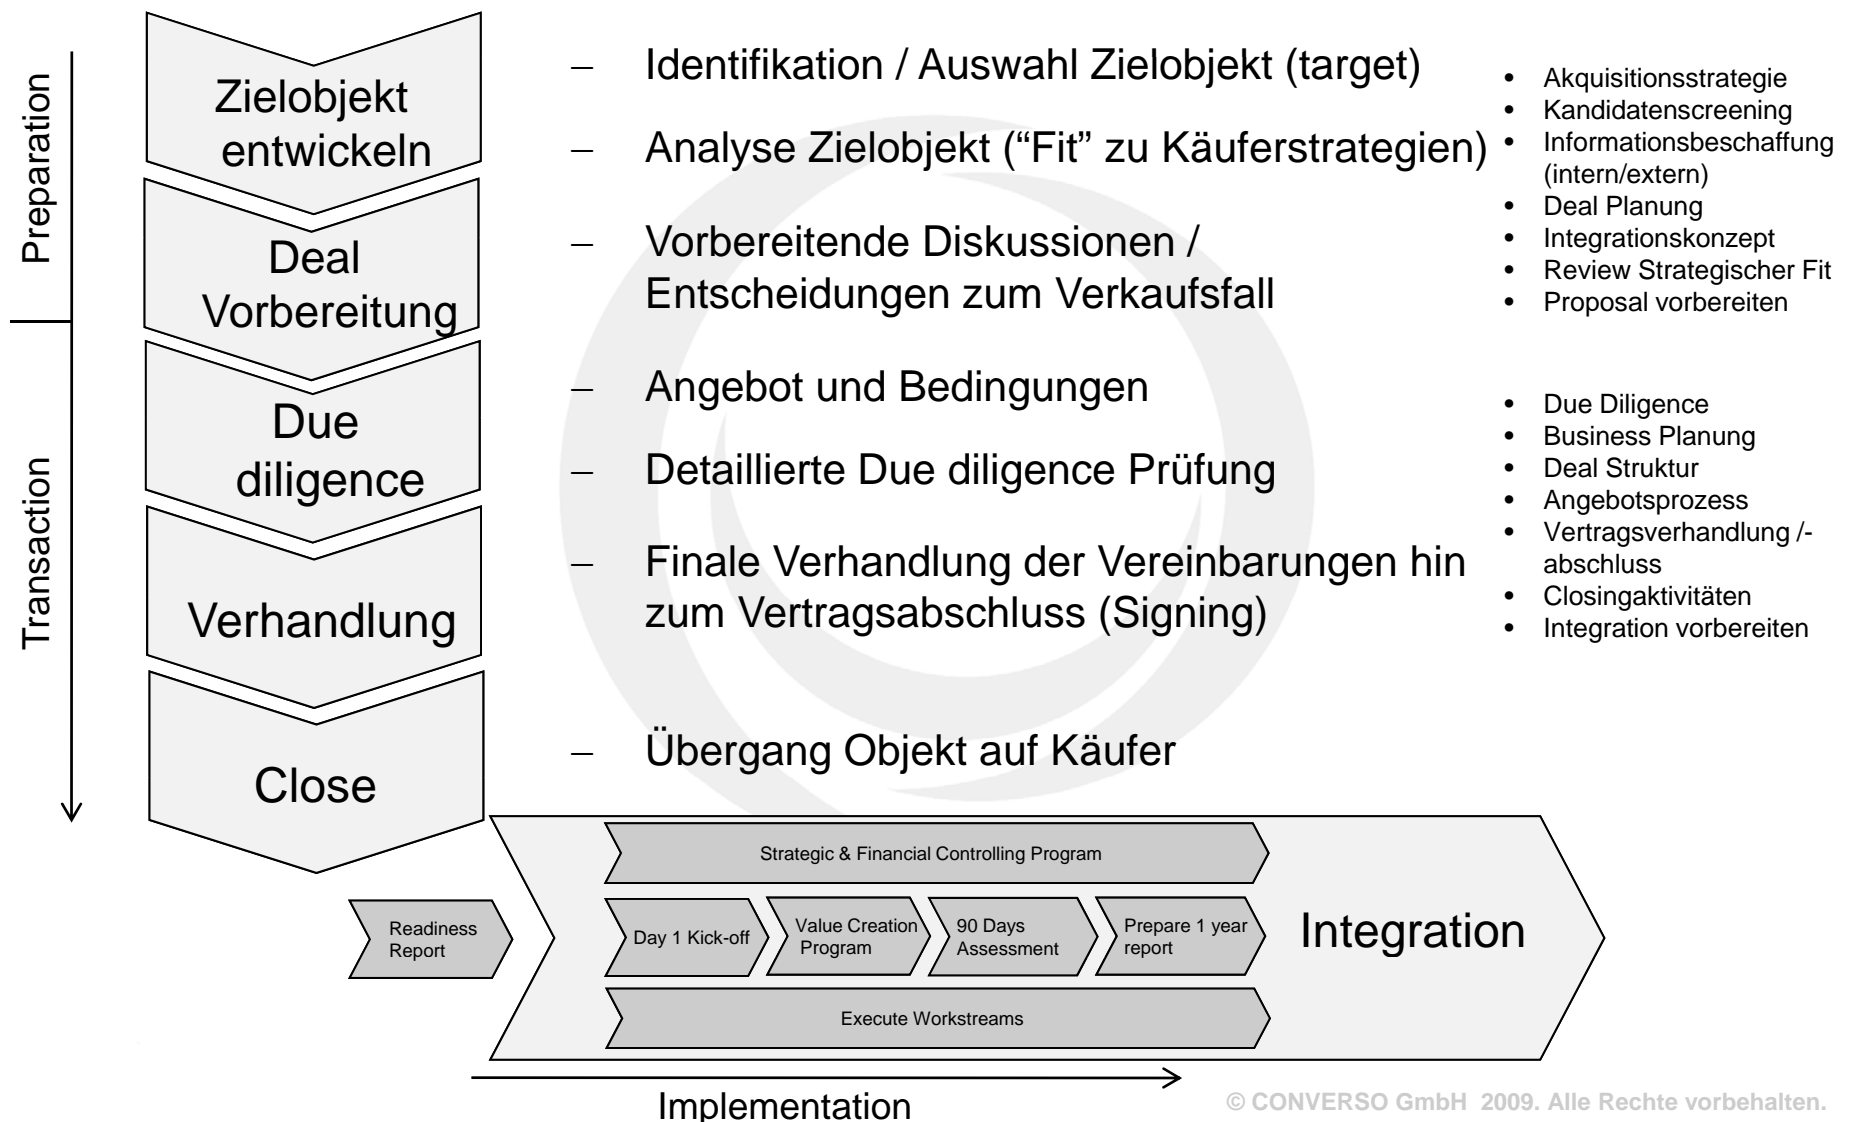 Preparation
Transaction
Zielobjekt
entwickeln
Deal
Vorbereitung
Due
diligence
Verhandlung
Close
– Identifikation / Auswahl Zielobjekt (target)
– Analyse Zielobjekt (“Fit” zu Käuferstrategien)
– Vorbereitende Diskussionen /
Entscheidungen zum Verkaufsfall
– Angebot und Bedingungen
– Detaillierte Due diligence Prüfung
– Finale Verhandlung der Vereinbarungen hin
zum Vertragsabschluss (Signing)
– Übergang Objekt auf Käufer
• Akquisitionsstrategie
• Kandidatenscreening
• Informationsbeschaffung
(intern/extern)
• Deal Planung
• Integrationskonzept
• Review Strategischer Fit
• Proposal vorbereiten
• Due Diligence
• Business Planung
• Deal Struktur
• Angebotsprozess
• Vertragsverhandlung /-
abschluss
• Closingaktivitäten
• Integration vorbereiten
Strategic & Financial Controlling Program
Readiness
Report
Day 1 Kick-off
Value Creation
Program
90 Days
Assessment
Prepare 1 year
report
Integration
Execute Workstreams
Implementation
© CONVERSO GmbH 2009. Alle Rechte vorbehalten.